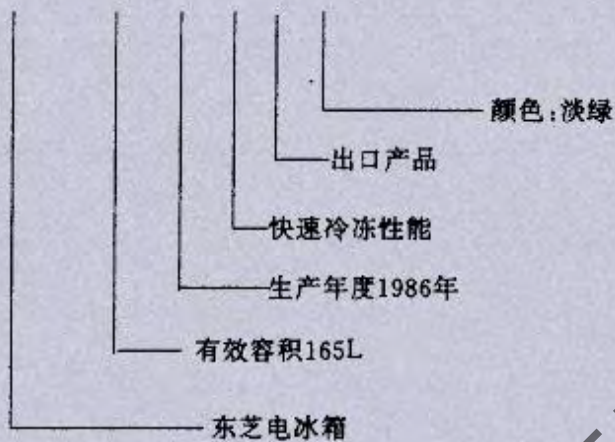 颜色:淡绿
出口产品
快速冷冻性能
生产年度1986年
有效容积165L
东芝电冰箱